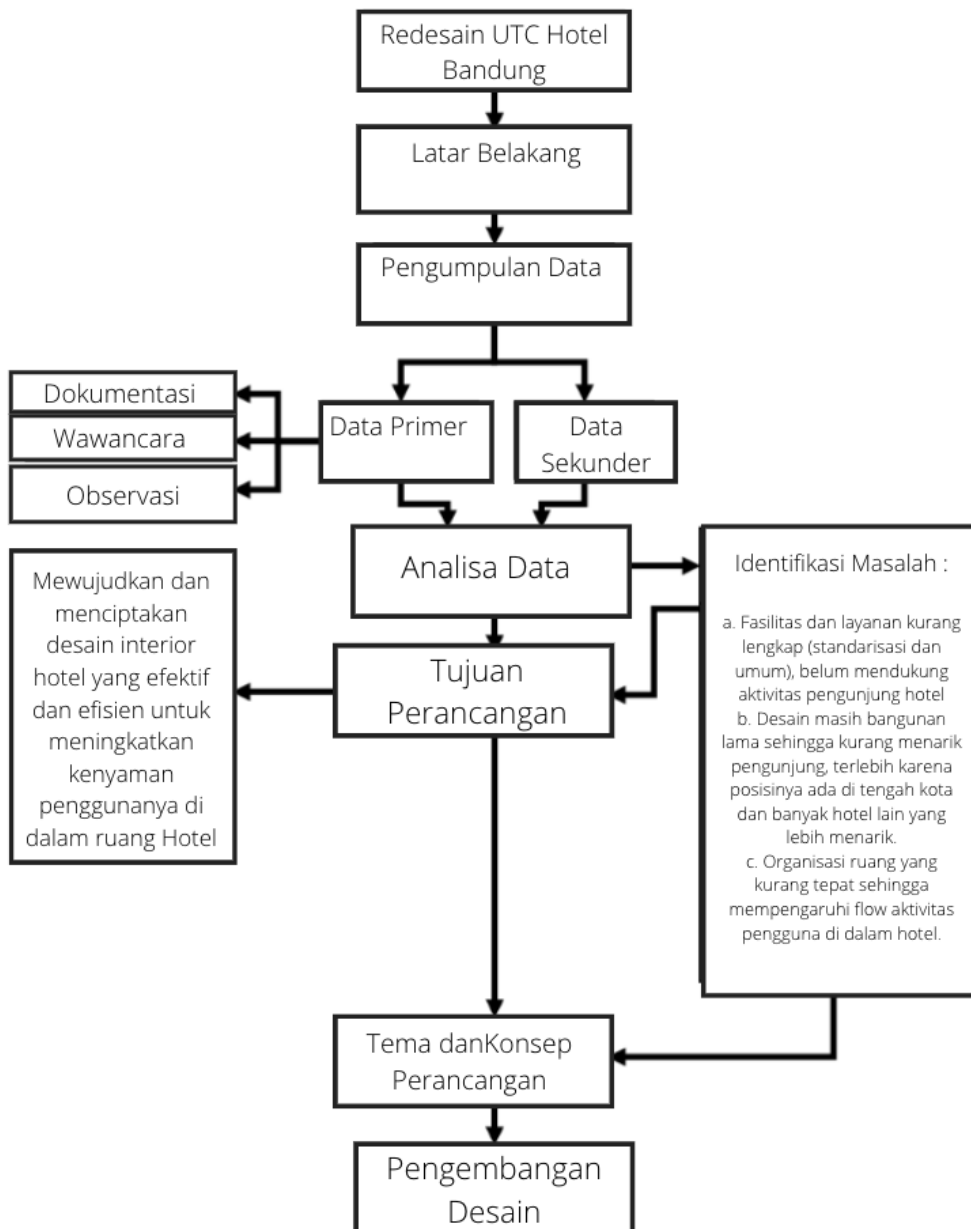 Redesain UTC Hotel
Bandung
Latar Belakang
Pengumpulan Data
Dokumentasi
Wawancara
Observasi
Data Primer
Data
Sekunder
Analisa Data
Identifikasi Masalah :
a. Fasilitas dan layanan kurang
lengkap (standarisasi dan
umum), belum mendukung
aktivitas pengunjung hotel
b. Desain masih bangunan
lama sehingga kurang menarik
pengunjung, terlebih karena
posisinya ada di tengah kota
dan banyak hotel lain yang
lebih menarik.
c. Organisasi ruang yang
kurang tepat sehingga
mempengaruhi flow aktivitas
pengguna di dalam hotel.
Tujuan
Perancangan
Mewujudkan dan
menciptakan
desain interior
hotel yang efektif
dan efisien untuk
meningkatkan
kenyaman
penggunanya di
dalam ruang Hotel
Tema danKonsep
Perancangan
Pengembangan
Desain